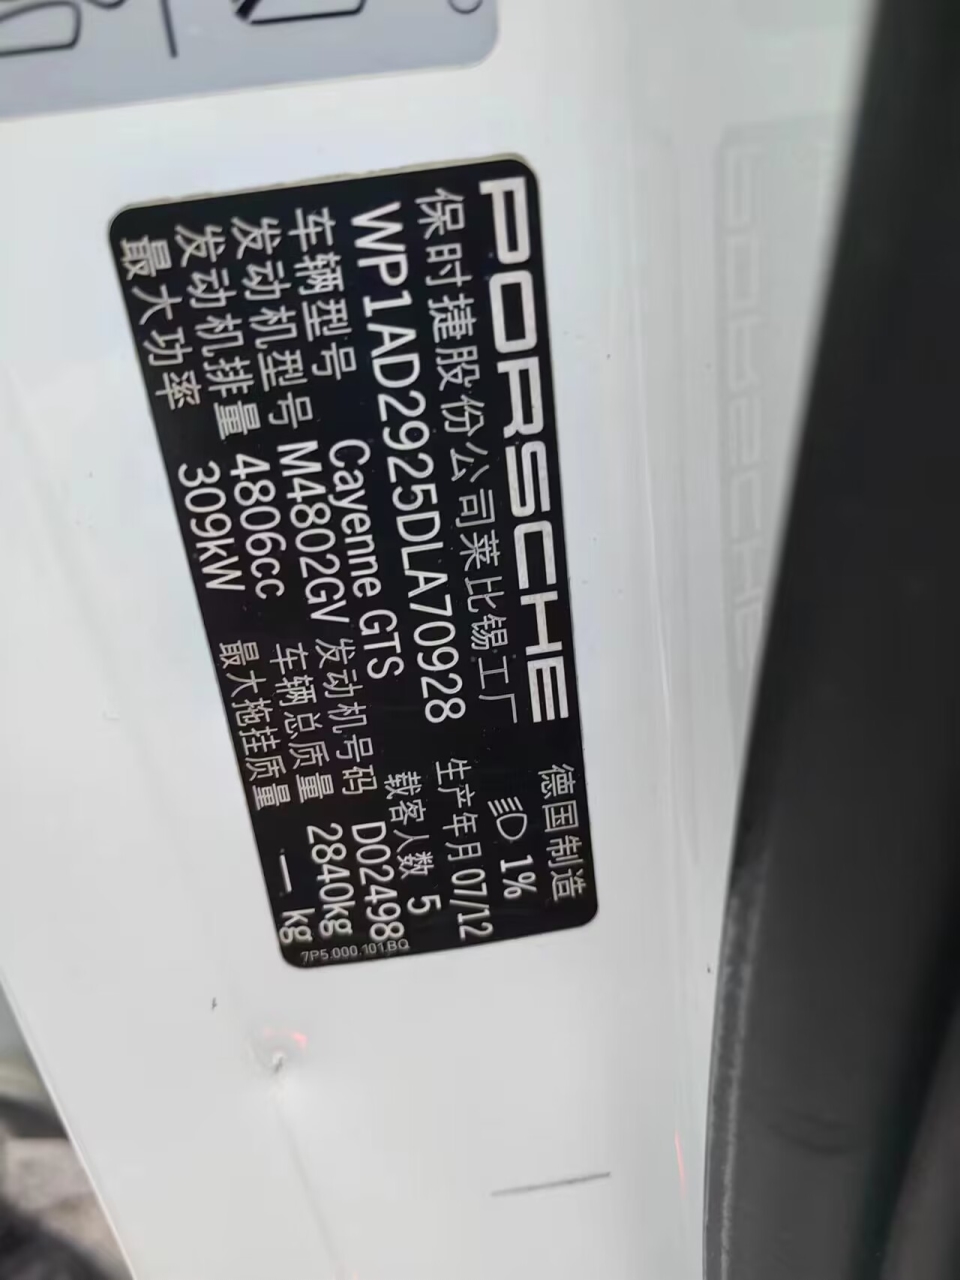 PORSCHE 德国制造
保时捷股份公司莱比锡工厂 1%
WP1AD2925DLA70928 生产年月 07/12
载客人数 5
车辆型号 Cayenne GTS
发动机型号 M4802GV 发动机号码 D02498
发动机排量 4806cc 车辆总质量 2840kg
最大功率 309kW 最大拖挂质量 — kg
7P5.000.101.BQ